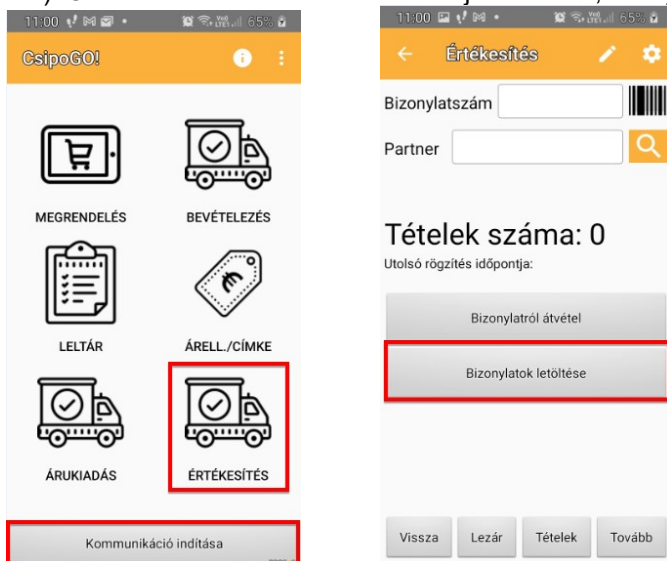 11:00 65%
CsipoGO!
MEGRENDELÉS BEVÉTELEZÉS
LELTÁR ÁRELL./CÍMKE
ÁRUKIADÁS ÉRTÉKESÍTÉS
Kommunikáció indítása
11:00 65%
Értékesítés
Bizonylatszám
Partner
Tételek száma: 0
Utolsó rögzítés időpontja:
Bizonylatról átvétel
Bizonylatok letöltése
Vissza Lezár Tételek Tovább